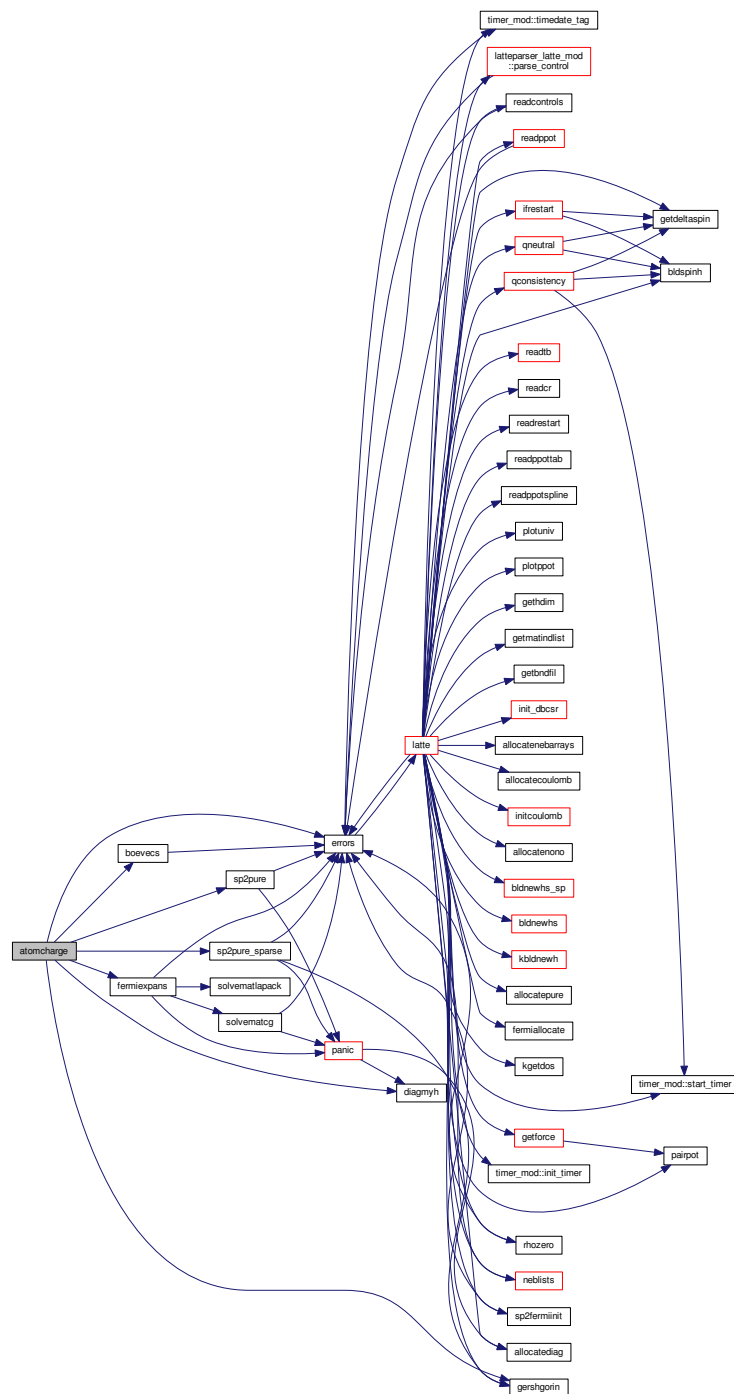 timer_mod::timedate_tag
latteparser_latte_mod
::parse_control
readcontrols
readppot
ifrestart
getdeltaspin
qneutral
bldspinh
qconsistency
readtb
readcr
readrestart
readppottab
readppotspline
plotuniv
plotppot
gethdim
getmatindlist
getbndfil
init_dbcsr
latte
allocatenebarrays
allocatecoulomb
initcoulomb
errors
boevecs
allocatenono
sp2pure
bldnewhs_sp
bldnewhs
atomcharge
sp2pure_sparse
kbldnewh
fermiexpans
solvematlapack
allocatepure
solvematcg
fermiallocate
panic
kgetdos
diagmyh
timer_mod::start_timer
getforce
pairpot
timer_mod::init_timer
rhozero
neblists
sp2fermiinit
allocatediag
gershgorin